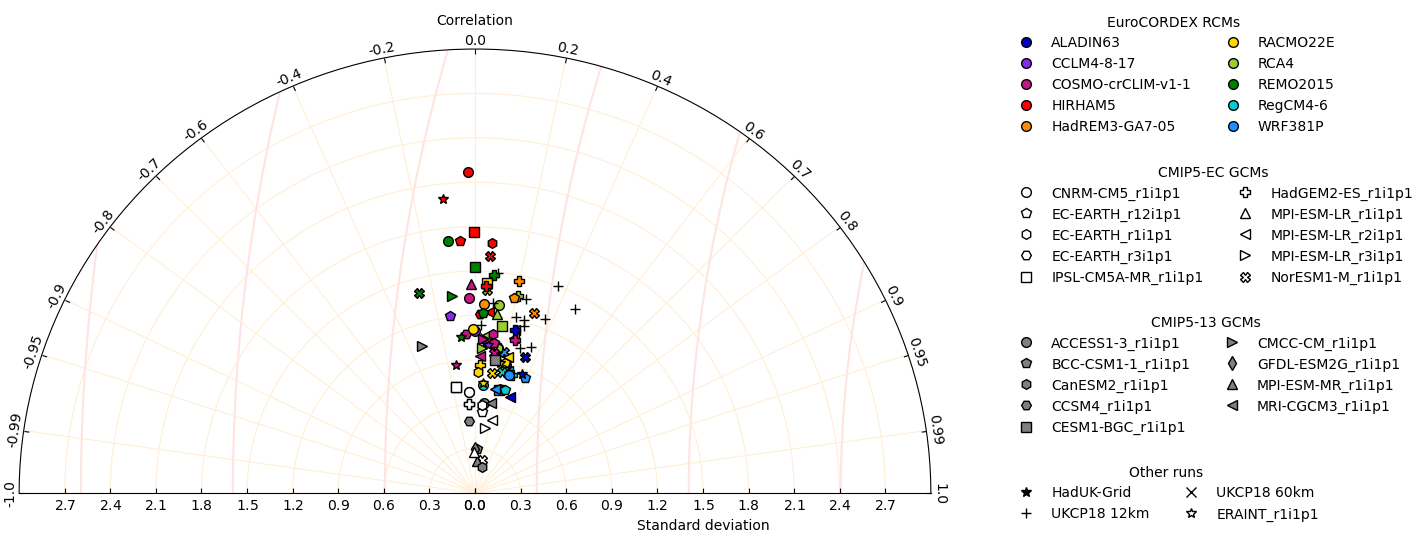 Correlation
0.0
-0.2
0.2
-0.4
0.4
-0.6
0.6
-0.7
0.7
-0.8
0.8
-0.9
0.9
-0.95
0.95
-0.99
0.99
-1.0
1.0
2.7 2.4 2.1 1.8 1.5 1.2 0.9 0.6 0.3 0.0 0.3 0.6 0.9 1.2 1.5 1.8 2.1 2.4 2.7
Standard deviation
EuroCORDEX RCMs
ALADIN63 RACMO22E
CCLM4-8-17 RCA4
COSMO-crCLIM-v1-1 REMO2015
HIRHAM5 RegCM4-6
HadREM3-GA7-05 WRF381P
CMIP5-EC GCMs
CNRM-CM5_r1i1p1 HadGEM2-ES_r1i1p1
EC-EARTH_r12i1p1 MPI-ESM-LR_r1i1p1
EC-EARTH_r1i1p1 MPI-ESM-LR_r2i1p1
EC-EARTH_r3i1p1 MPI-ESM-LR_r3i1p1
IPSL-CM5A-MR_r1i1p1 NorESM1-M_r1i1p1
CMIP5-13 GCMs
ACCESS1-3_r1i1p1 CMCC-CM_r1i1p1
BCC-CSM1-1_r1i1p1 GFDL-ESM2G_r1i1p1
CanESM2_r1i1p1 MPI-ESM-MR_r1i1p1
CCSM4_r1i1p1 MRI-CGCM3_r1i1p1
CESM1-BGC_r1i1p1
Other runs
HadUK-Grid UKCP18 60km
UKCP18 12km ERAINT_r1i1p1